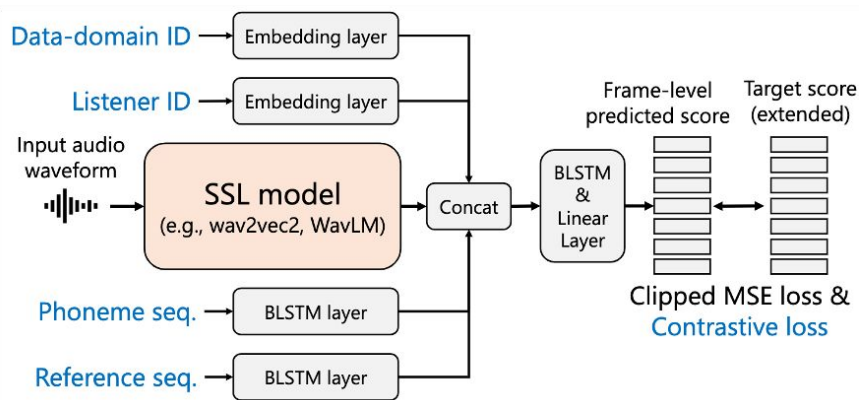 Data-domain ID
Embedding layer
Listener ID
Embedding layer
Input audio
waveform
SSL model
(e.g., wav2vec2, WavLM)
Concat
BLSTM
&
Linear
Layer
Frame-level
predicted score
Target score
(extended)
Phoneme seq.
BLSTM layer
Reference seq.
BLSTM layer
Clipped MSE loss &
Contrastive loss